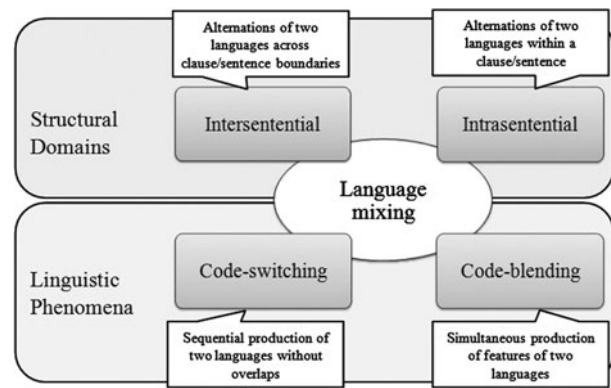 Alternations of two
languages across
clause/sentence boundaries
Alternations of two
languages within a
clause/sentence
Structural
Domains
Intersentential
Intrasentential
Language
mixing
Linguistic
Phenomena
Code-switching
Code-blending
Sequential production of
two languages without
overlaps
Simultaneous production
of features of two
languages